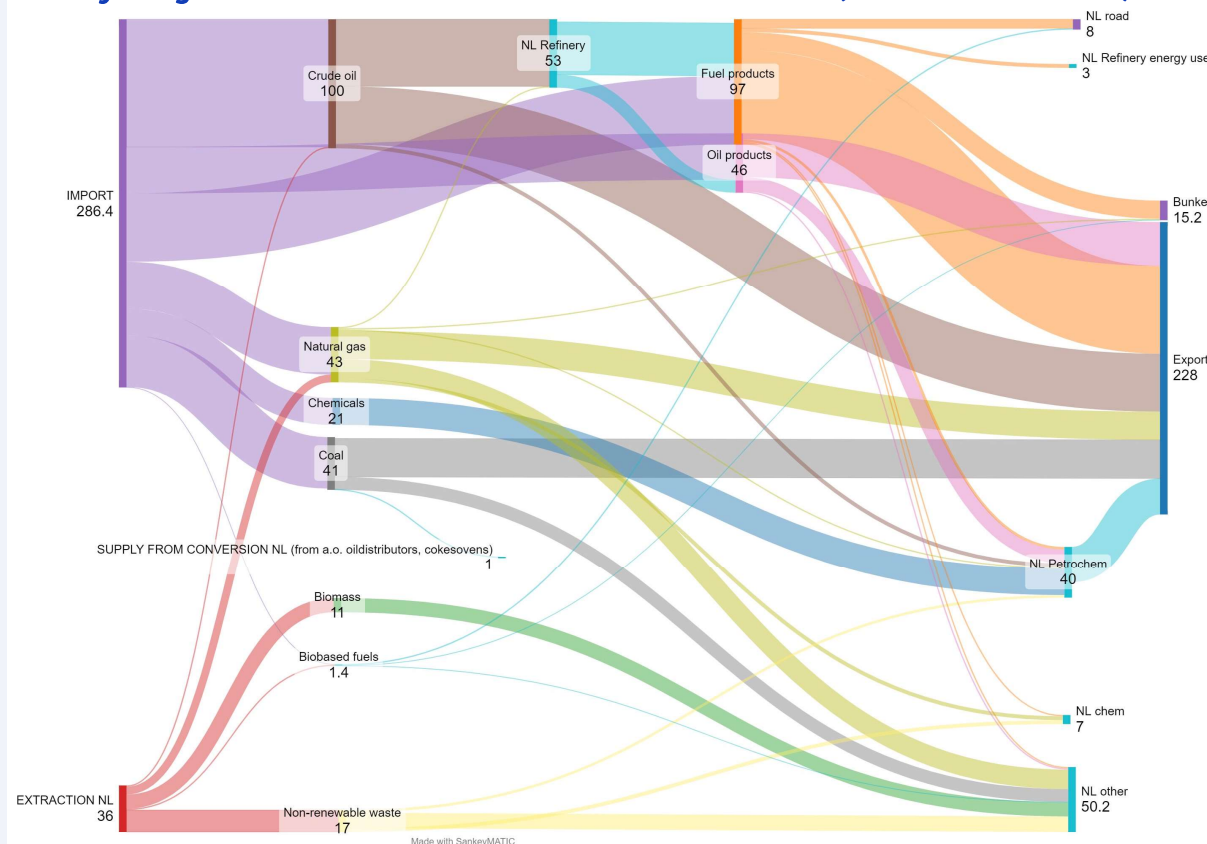 NL road
8
NL Refinery
53
NL Refinery energy use
3
Crude oil
100
Fuel products
97
Oil products
46
IMPORT
286.4
Bunke
15.2
Natural gas
43
Export
228
Chemicals
21
Coal
41
SUPPLY FROM CONVERSION NL (from a.o. oildistributors, cokesovens)
1
NL Petrochem
40
Biomass
11
Biobased fuels
1.4
NL chem
7
EXTRACTION NL
36
NL other
50.2
Non-renewable waste
17
Made with SankeyMATIC